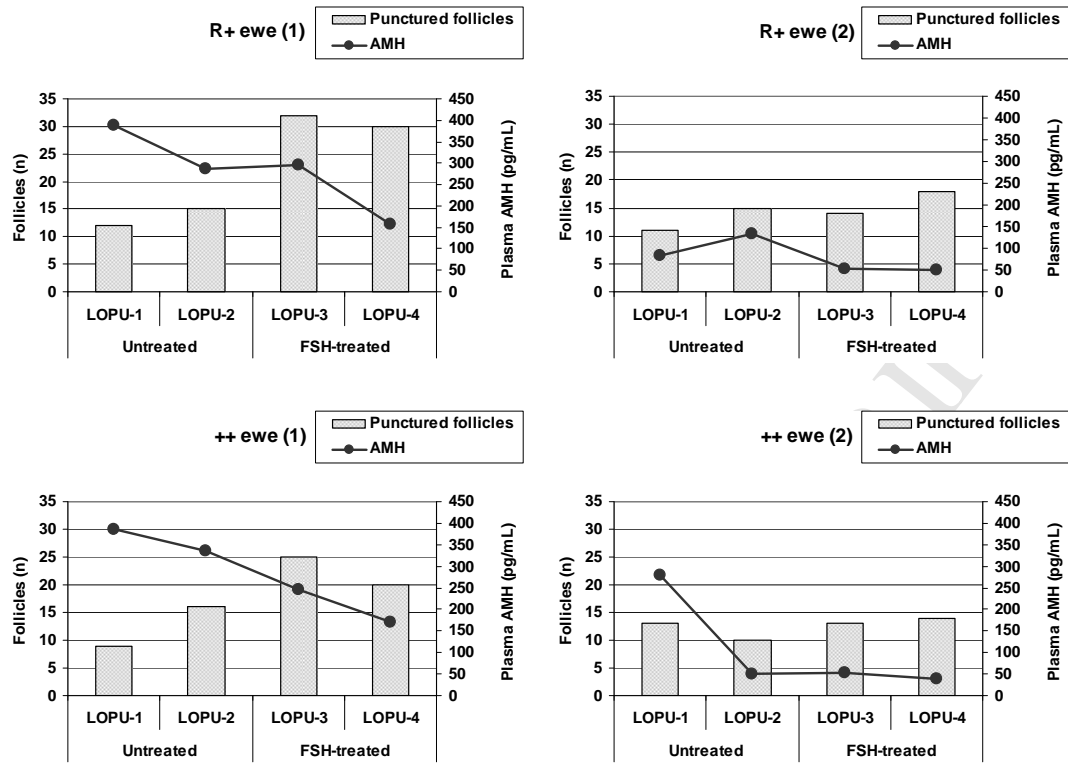 R+ ewe (1)
Punctured follicles
AMH
Follicles (n)
35
30
25
20
15
10
5
0
450
400
350
300
250
200
150
100
50
0
Plasma AMH (pg/mL)
LOPU-1 LOPU-2 LOPU-3 LOPU-4
Untreated FSH-treated
R+ ewe (2)
Punctured follicles
AMH
Follicles (n)
35
30
25
20
15
10
5
0
450
400
350
300
250
200
150
100
50
0
Plasma AMH (pg/mL)
LOPU-1 LOPU-2 LOPU-3 LOPU-4
Untreated FSH-treated
++ ewe (1)
Punctured follicles
AMH
Follicles (n)
35
30
25
20
15
10
5
0
450
400
350
300
250
200
150
100
50
0
Plasma AMH (pg/mL)
LOPU-1 LOPU-2 LOPU-3 LOPU-4
Untreated FSH-treated
++ ewe (2)
Punctured follicles
AMH
Follicles (n)
35
30
25
20
15
10
5
0
450
400
350
300
250
200
150
100
50
0
Plasma AMH (pg/mL)
LOPU-1 LOPU-2 LOPU-3 LOPU-4
Untreated FSH-treated